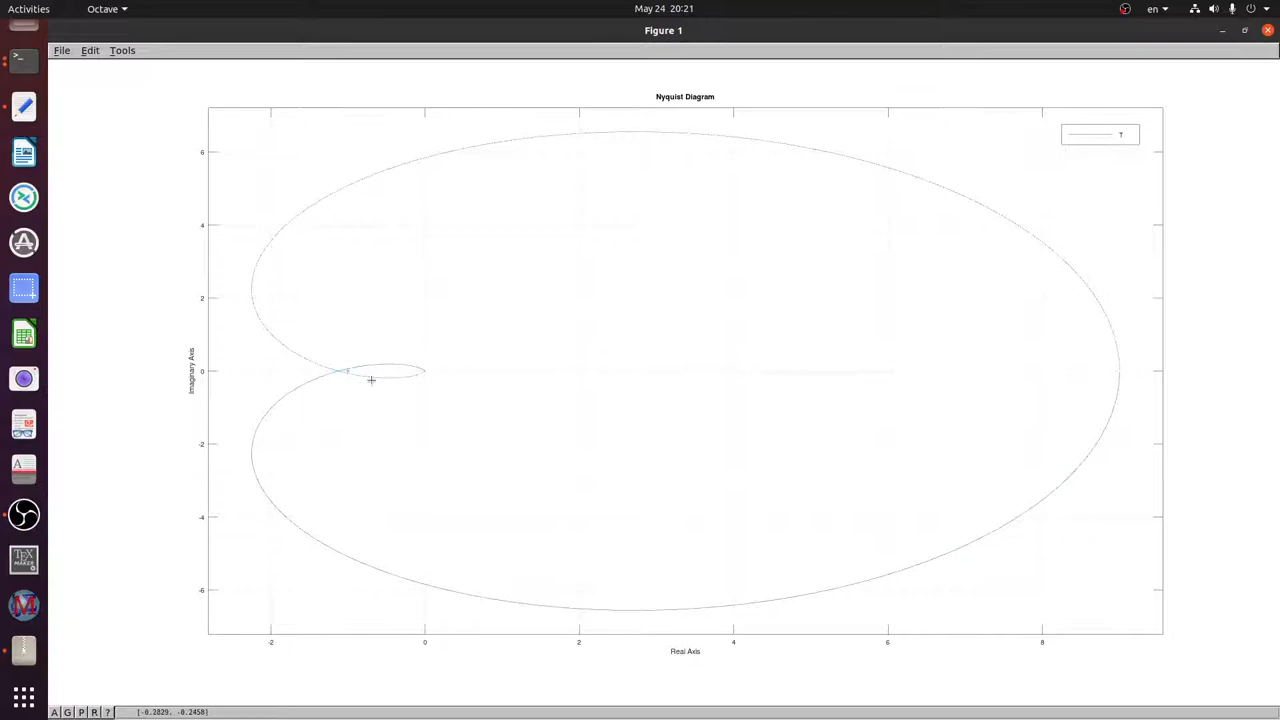 Activities Octave May 24 20:21 en
Figure 1
File Edit Tools
Nyquist Diagram
T
6
4
2
0
-2
-4
-6
Imaginary Axis
-2 0 2 4 6 8
Real Axis
A G P R ? [-0.2829, -0.2458]